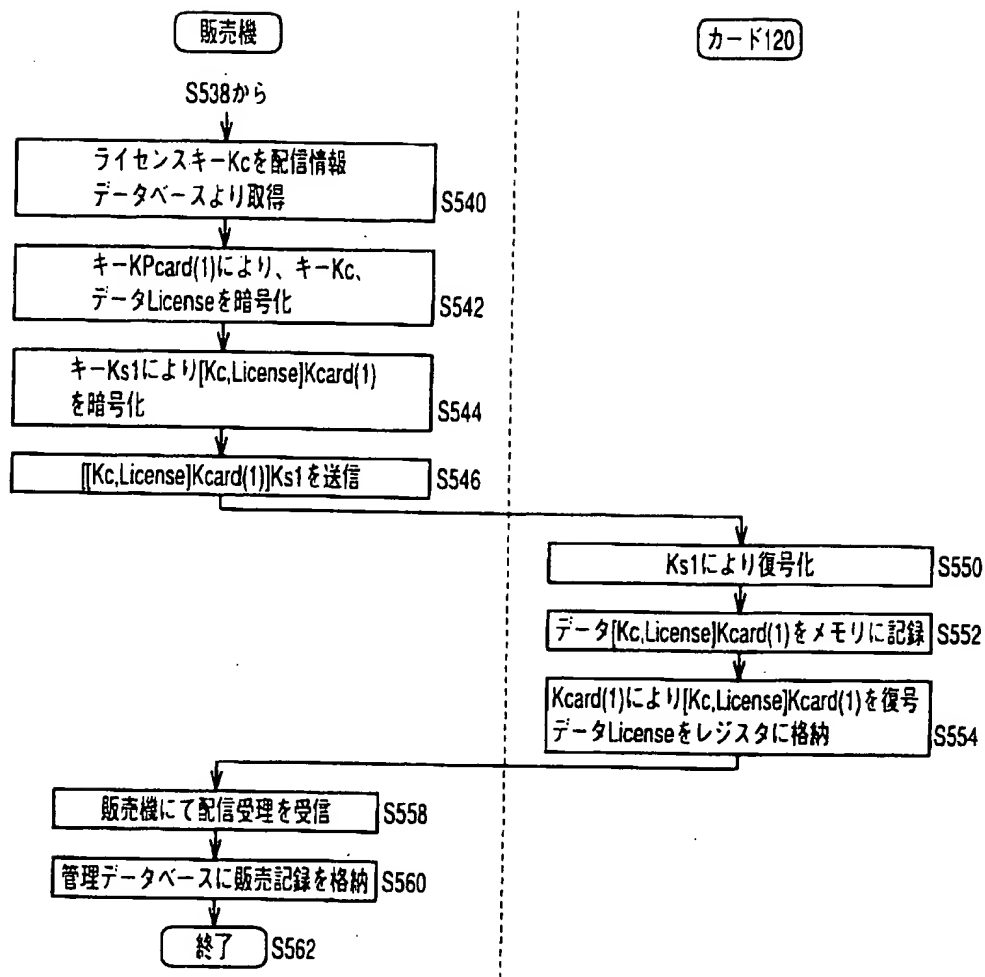 販売機
カード120
S538から
ライセンスキーKcを配信情報
データベースより取得
S540
キーKPcard(1)により、キーKc、
データLicenseを暗号化
S542
キーKs1により[Kc,License]Kcard(1)
を暗号化
S544
[[Kc,License]Kcard(1)]Ks1を送信
S546
Ks1により復号化
S550
データ[Kc,License]Kcard(1)をメモリに記録
S552
Kcard(1)により[Kc,License]Kcard(1)を復号
データLicenseをレジスタに格納
S554
販売機にて配信受理を受信
S558
管理データベースに販売記録を格納
S560
終了
S562